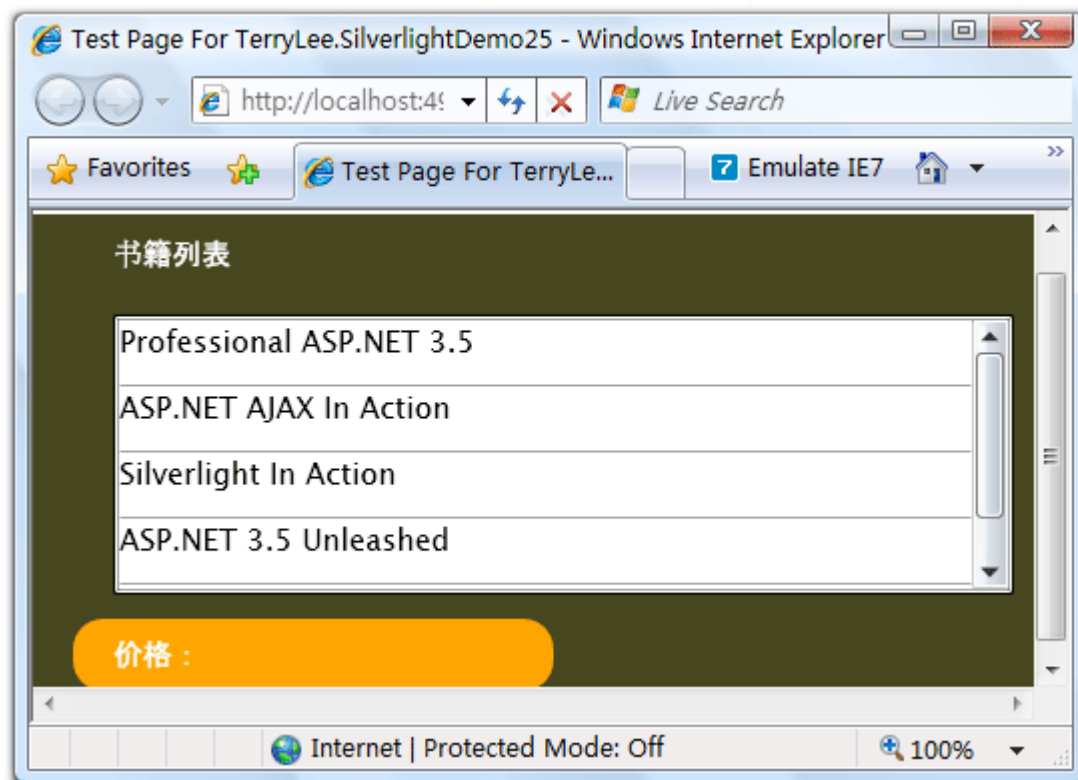 Test Page For TerryLee.SilverlightDemo25 - Windows Internet Explorer
http://localhost:49
Live Search
Favorites
Test Page For TerryLe...
7 Emulate IE7
书籍列表
Professional ASP.NET 3.5
ASP.NET AJAX In Action
Silverlight In Action
ASP.NET 3.5 Unleashed
价格：
Internet | Protected Mode: Off
100%